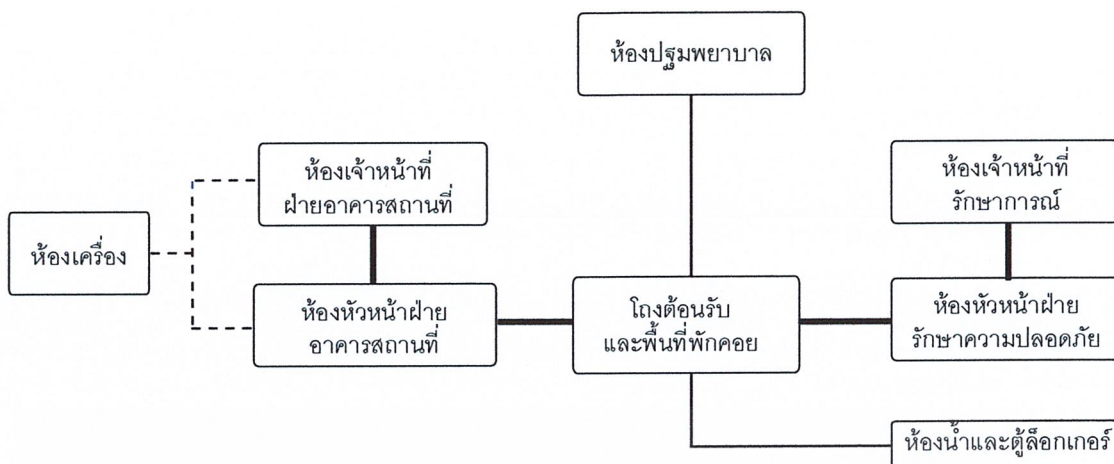 ห้องปฐมพยาบาล
ห้องเจ้าหน้าที่
ฝ่ายอาคารสถานที่
ห้องเจ้าหน้าที่
รักษาการณ์
ห้องเครื่อง
ห้องหัวหน้าฝ่าย
อาคารสถานที่
โถงต้อนรับ
และพื้นที่พักคอย
ห้องหัวหน้าฝ่าย
รักษาความปลอดภัย
ห้องน้ำและตู้ล็อกเกอร์